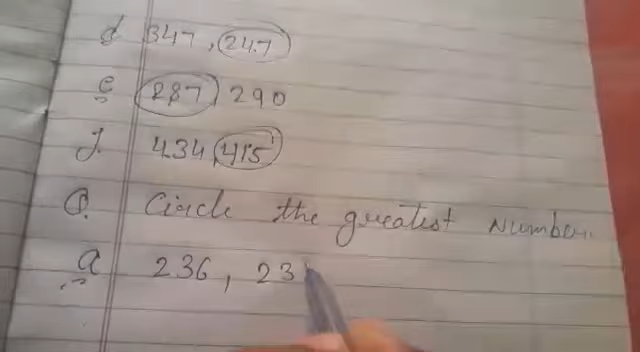 d 347, 247
e 287, 290
f. 434, 415
Q. Circle the greatest Number.
a 236, 23